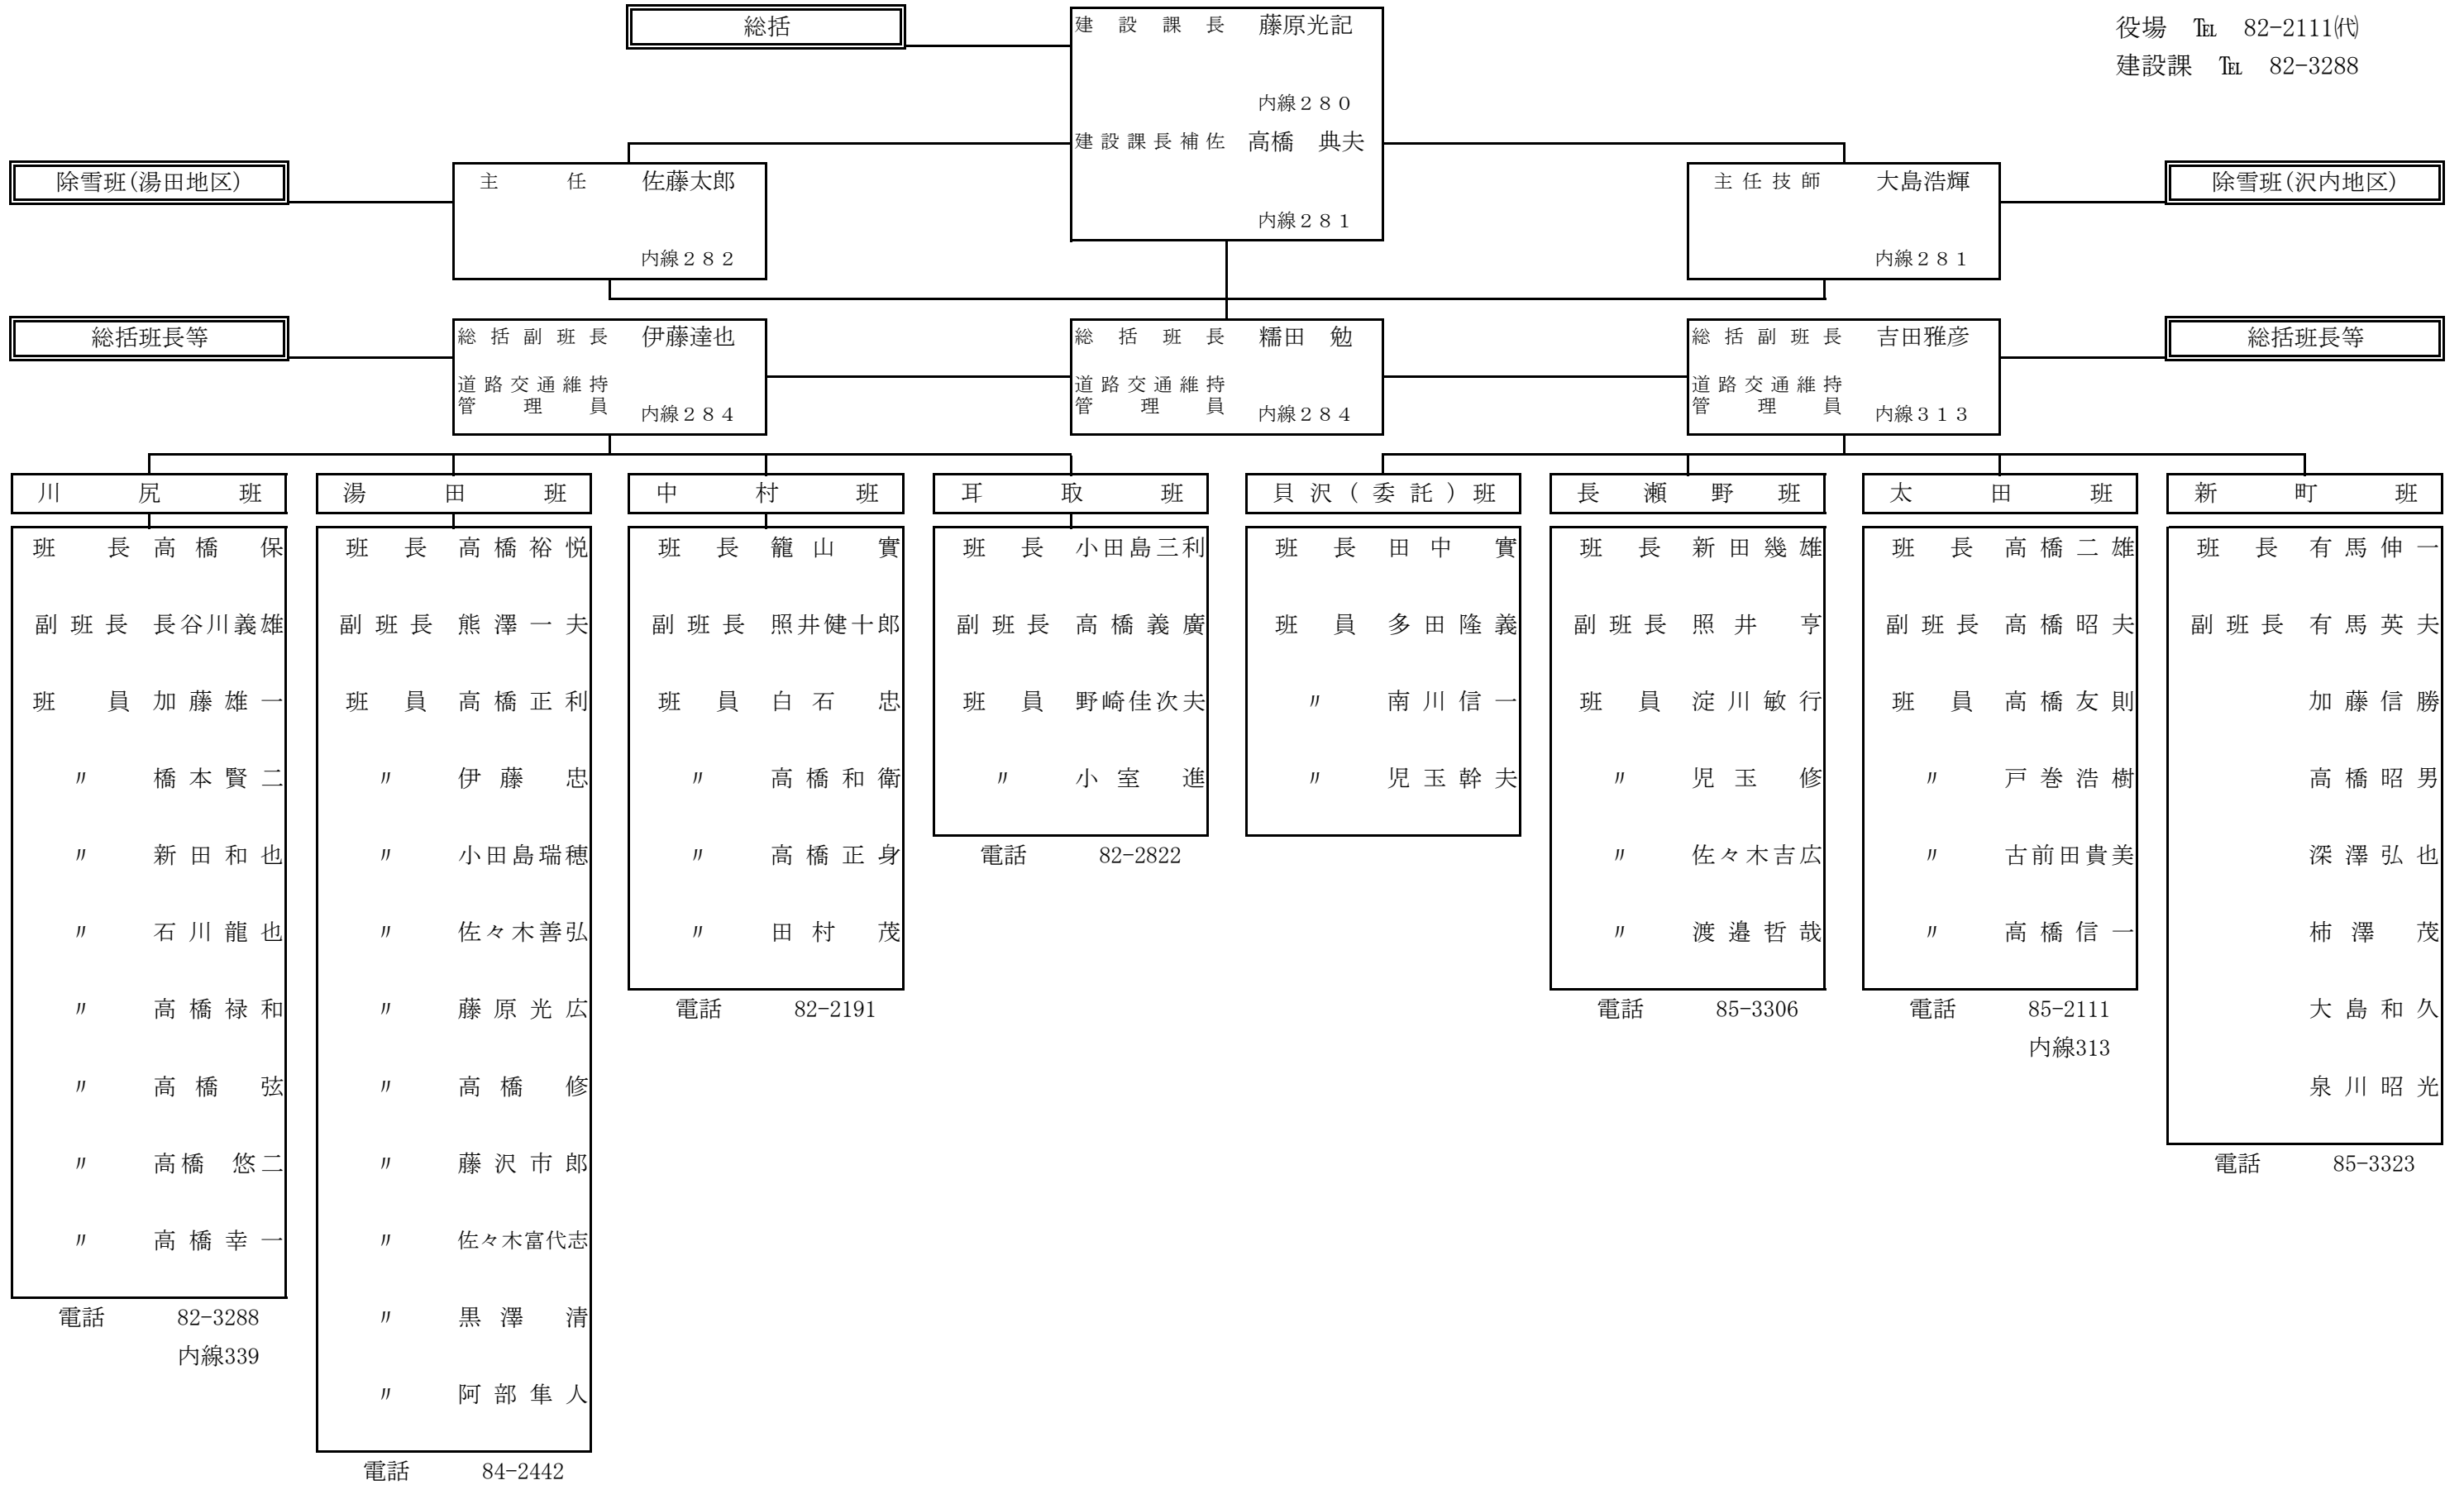 総括
建設課長 藤原光記
内線２８０
建設課長補佐 高橋 典夫
内線２８１
役場 ℡ 82-2111㈹
建設課 ℡ 82-3288
除雪班(湯田地区)
主任 佐藤太郎
内線２８２
主任技師 大島浩輝
内線２８１
除雪班(沢内地区)
総括班長等
総括副班長 伊藤達也
道路交通維持
管理員 内線２８４
総括班長 糯田 勉
道路交通維持
管理員 内線２８４
総括副班長 吉田雅彦
道路交通維持
管理員 内線３１３
総括班長等
川尻班
班長 高橋 保
副班長 長谷川義雄
班員 加藤雄一
〃 橋本賢二
〃 新田和也
〃 石川龍也
〃 高橋禄和
〃 高橋 弦
〃 高橋 悠二
〃 高橋幸一
電話 82-3288
内線339
湯田班
班長 高橋裕悦
副班長 熊澤一夫
班員 高橋正利
〃 伊藤 忠
〃 小田島瑞穂
〃 佐々木善弘
〃 藤原光広
〃 高橋 修
〃 藤沢市郎
〃 佐々木富代志
〃 黒澤 清
〃 阿部隼人
電話 84-2442
中村班
班長 籠山 實
副班長 照井健十郎
班員 白石 忠
〃 高橋和衛
〃 高橋正身
〃 田村 茂
電話 82-2191
耳取班
班長 小田島三利
副班長 高橋義廣
班員 野崎佳次夫
〃 小室 進
電話 82-2822
貝沢(委託)班
班長 田中 實
班員 多田隆義
〃 南川信一
〃 児玉幹夫
長瀬野班
班長 新田幾雄
副班長 照井 亨
班員 淀川敏行
〃 児玉 修
〃 佐々木吉広
〃 渡邉哲哉
電話 85-3306
太田班
班長 高橋二雄
副班長 高橋昭夫
班員 高橋友則
〃 戸巻浩樹
〃 古前田貴美
〃 高橋信一
電話 85-2111
内線313
新町班
班長 有馬伸一
副班長 有馬英夫
加藤信勝
高橋昭男
深澤弘也
柿澤 茂
大島和久
泉川昭光
電話 85-3323